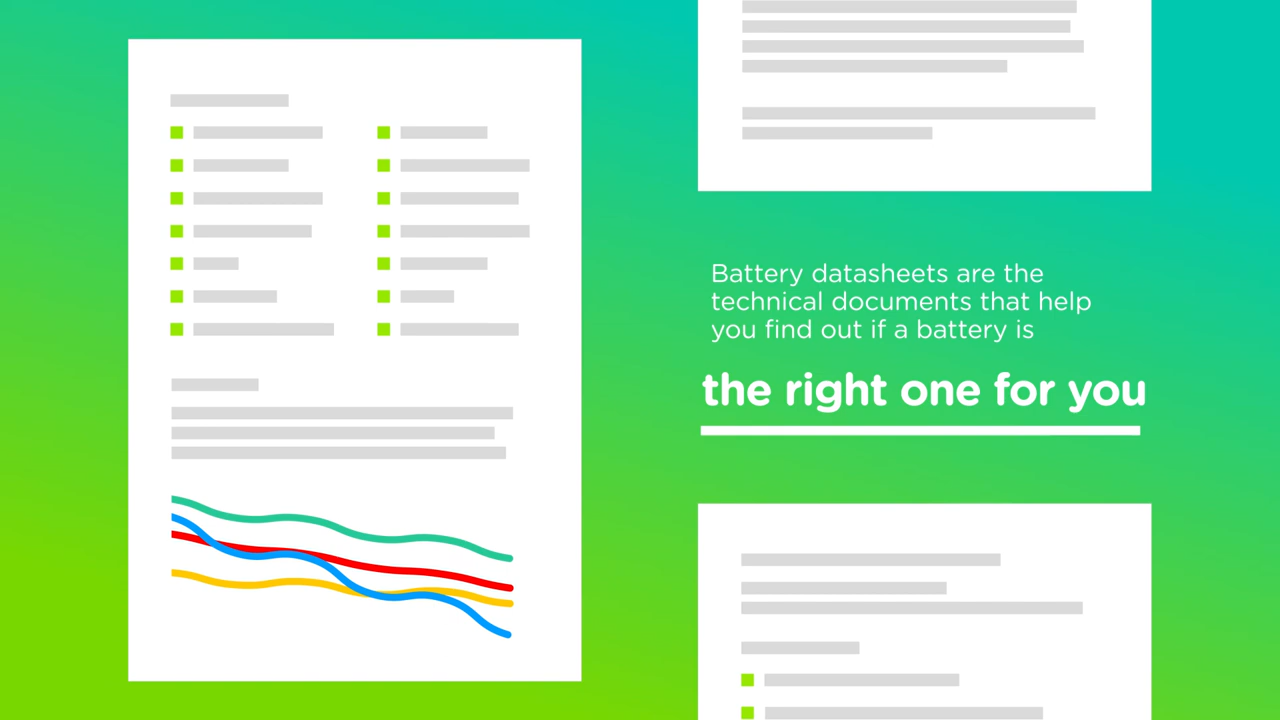 Battery datasheets are the
technical documents that help
you find out if a battery is
the right one for you